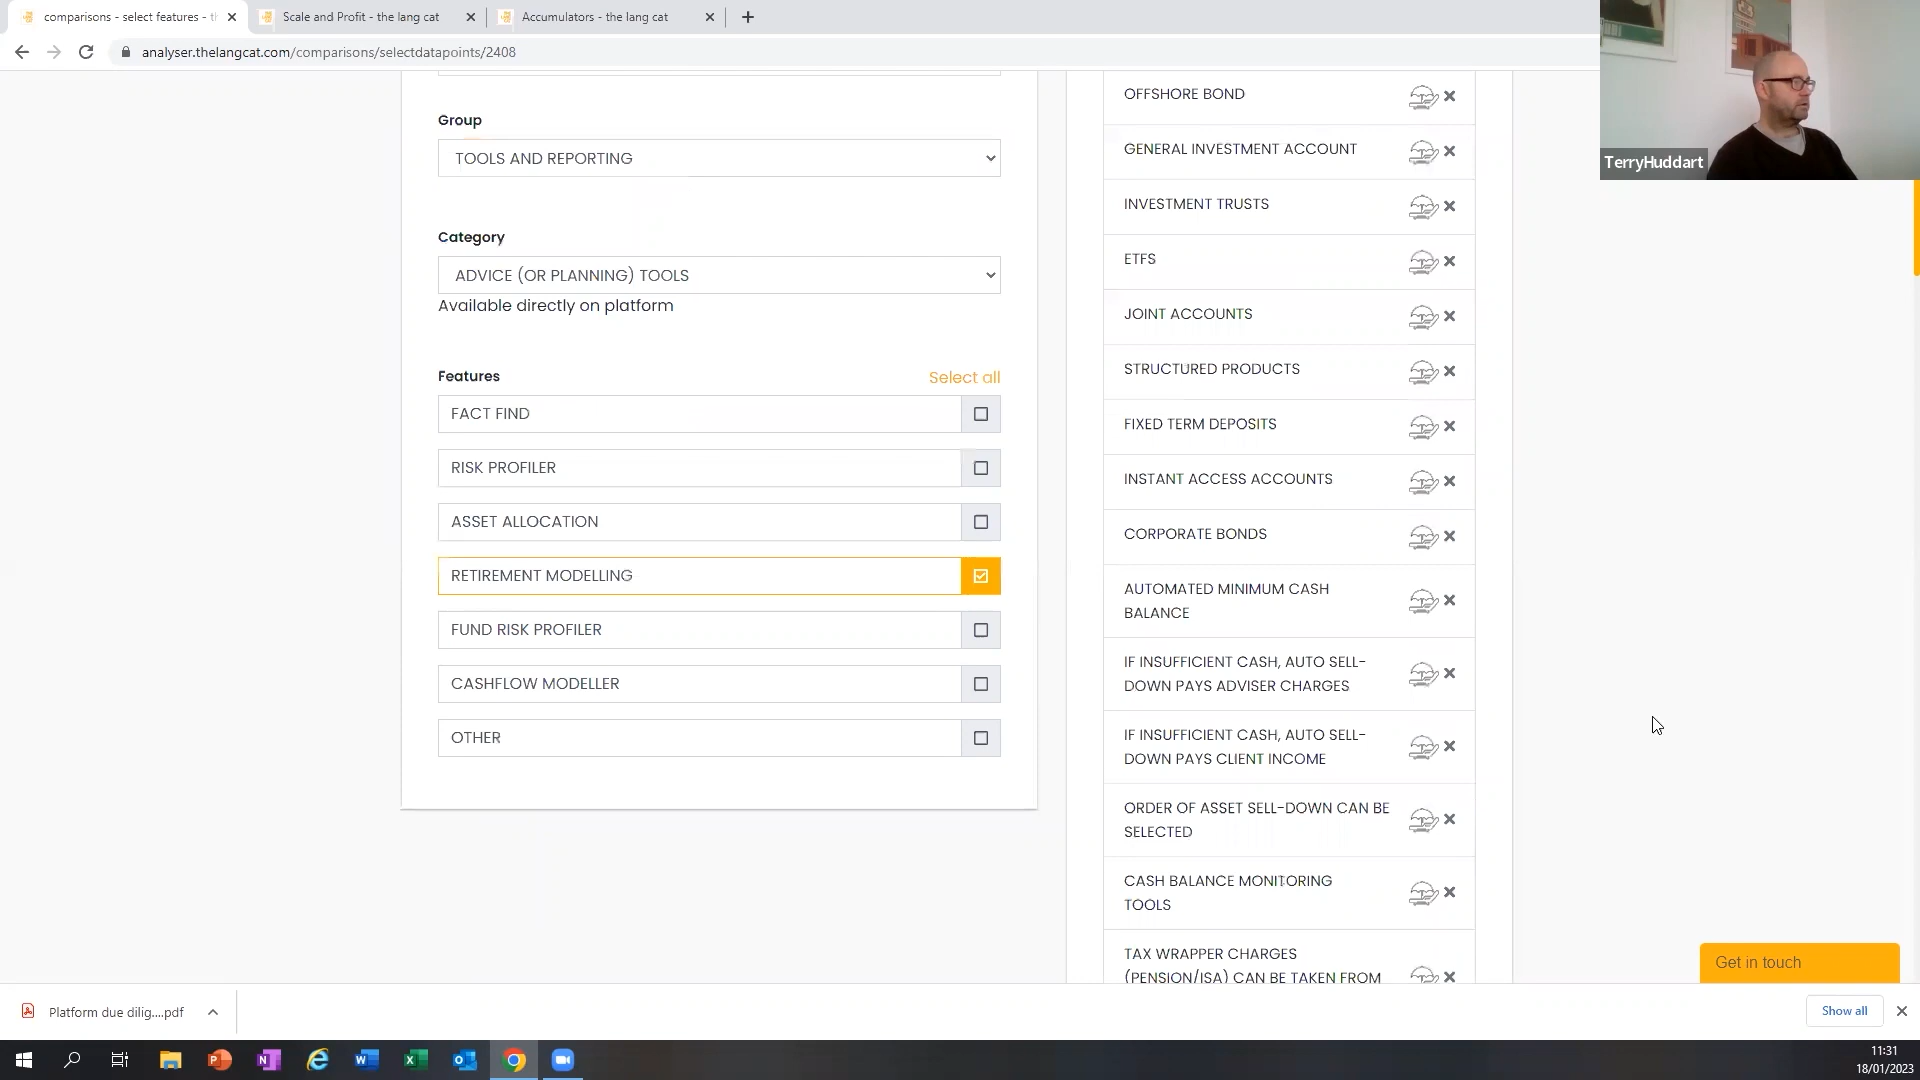 comparisons - select features - th
Scale and Profit - the lang cat
Accumulators - the lang cat
analyser.thelangcat.com/comparisons/selectdatapoints/2408
TerryHuddart
Group
TOOLS AND REPORTING
Category
ADVICE (OR PLANNING) TOOLS
Available directly on platform
Features
Select all
FACT FIND
RISK PROFILER
ASSET ALLOCATION
RETIREMENT MODELLING
FUND RISK PROFILER
CASHFLOW MODELLER
OTHER
OFFSHORE BOND
GENERAL INVESTMENT ACCOUNT
INVESTMENT TRUSTS
ETFS
JOINT ACCOUNTS
STRUCTURED PRODUCTS
FIXED TERM DEPOSITS
INSTANT ACCESS ACCOUNTS
CORPORATE BONDS
AUTOMATED MINIMUM CASH
BALANCE
IF INSUFFICIENT CASH, AUTO SELL-
DOWN PAYS ADVISER CHARGES
IF INSUFFICIENT CASH, AUTO SELL-
DOWN PAYS CLIENT INCOME
ORDER OF ASSET SELL-DOWN CAN BE
SELECTED
CASH BALANCE MONITORING
TOOLS
TAX WRAPPER CHARGES
(PENSION/ISA) CAN BE TAKEN FROM
Get in touch
Platform due dilig....pdf
Show all
11:31
18/01/2023